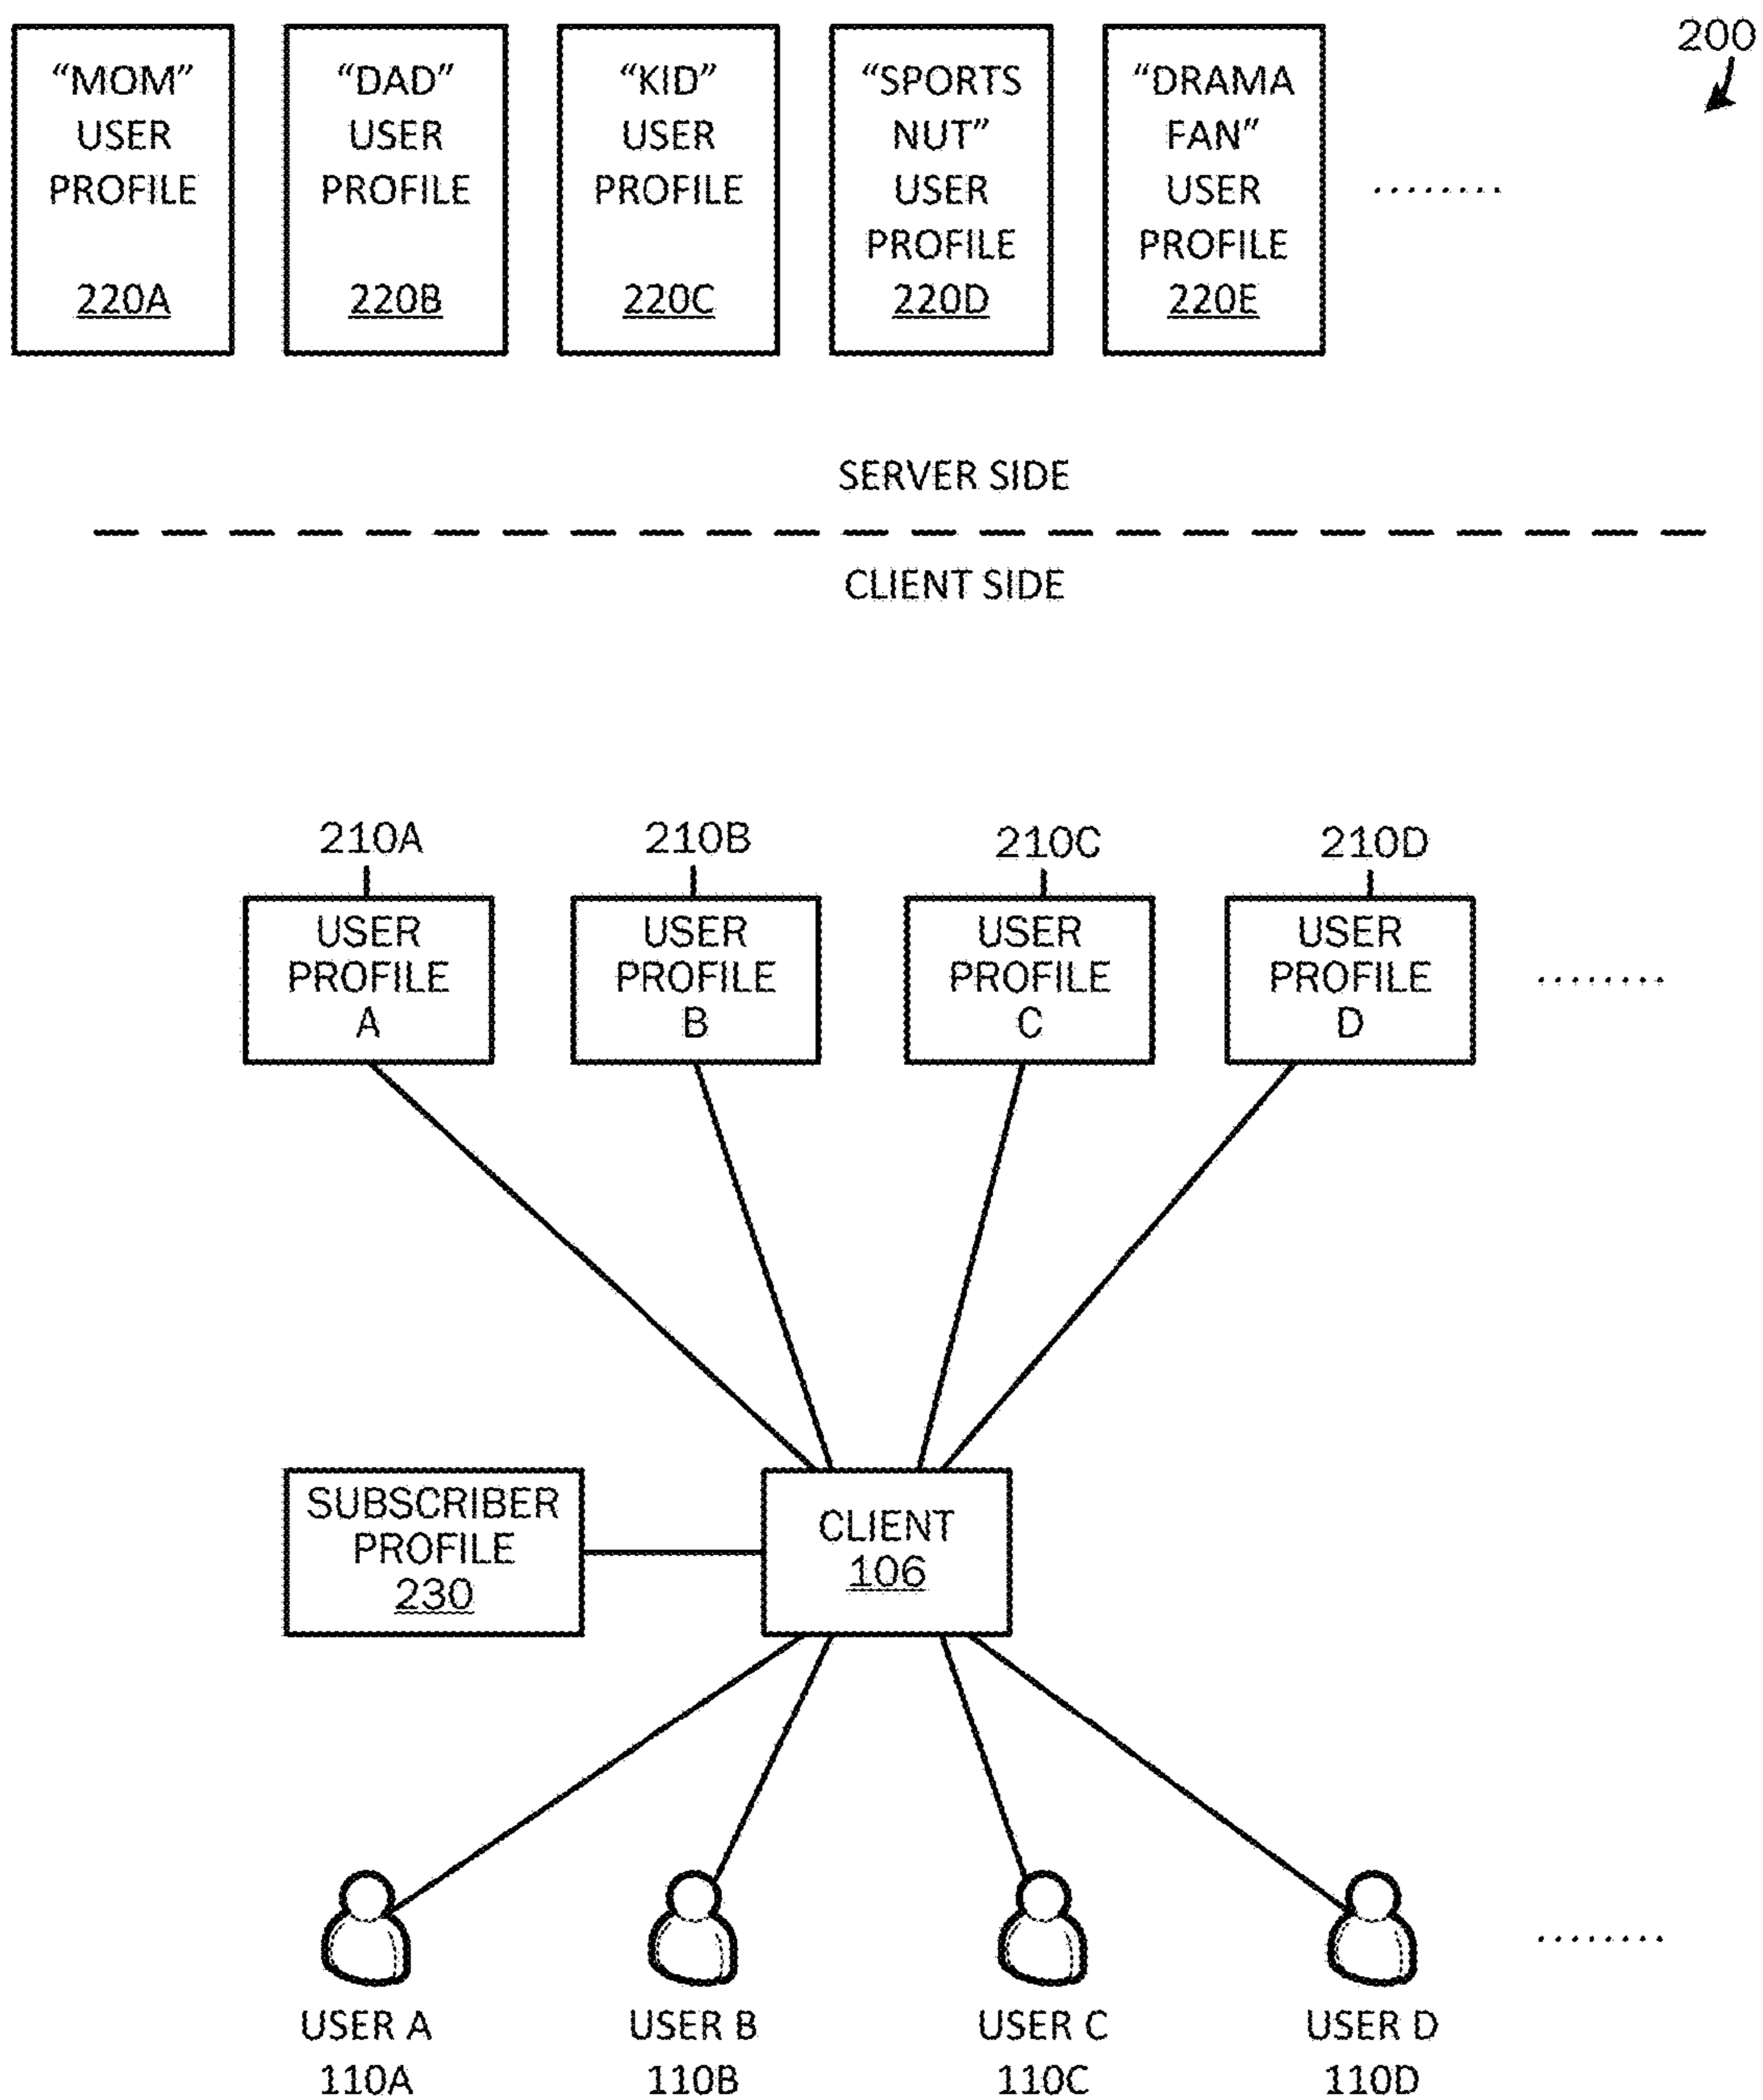 200
“MOM”
USER
PROFILE
220A
“DAD”
USER
PROFILE
220B
“KID”
USER
PROFILE
220C
“SPORTS
NUT”
USER
PROFILE
220D
“DRAMA
FAN”
USER
PROFILE
220E
........
SERVER SIDE
CLIENT SIDE
210A
USER
PROFILE
A
210B
USER
PROFILE
B
210C
USER
PROFILE
C
210D
USER
PROFILE
D
........
SUBSCRIBER
PROFILE
230
CLIENT
106
USER A
110A
USER B
110B
USER C
110C
USER D
110D
........